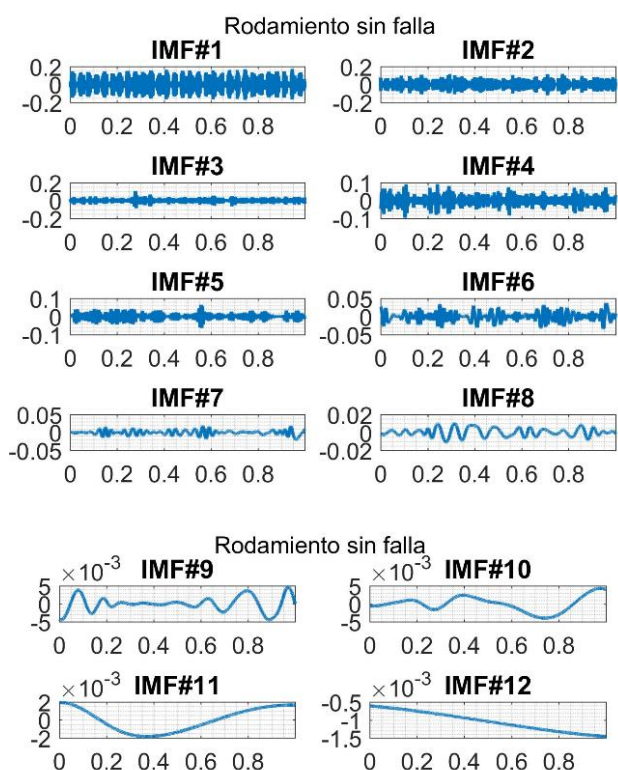 Rodamiento sin falla
IMF#1 IMF#2
0.2 0.2
0 0
-0.2 -0.2
0 0.2 0.4 0.6 0.8 0 0.2 0.4 0.6 0.8
IMF#3 IMF#4
0.2 0.1
0 0
-0.2 -0.1
0 0.2 0.4 0.6 0.8 0 0.2 0.4 0.6 0.8
IMF#5 IMF#6
0.1 0.05
0 0
-0.1 -0.05
0 0.2 0.4 0.6 0.8 0 0.2 0.4 0.6 0.8
IMF#7 IMF#8
0.05 0.02
0 0
-0.05 -0.02
0 0.2 0.4 0.6 0.8 0 0.2 0.4 0.6 0.8
Rodamiento sin falla
×10⁻³ IMF#9 ×10⁻³ IMF#10
5 5
0 0
-5 -5
0 0.2 0.4 0.6 0.8 0 0.2 0.4 0.6 0.8
×10⁻³ IMF#11 ×10⁻³ IMF#12
2 -0.5
0 -1
-2 -1.5
0 0.2 0.4 0.6 0.8 0 0.2 0.4 0.6 0.8